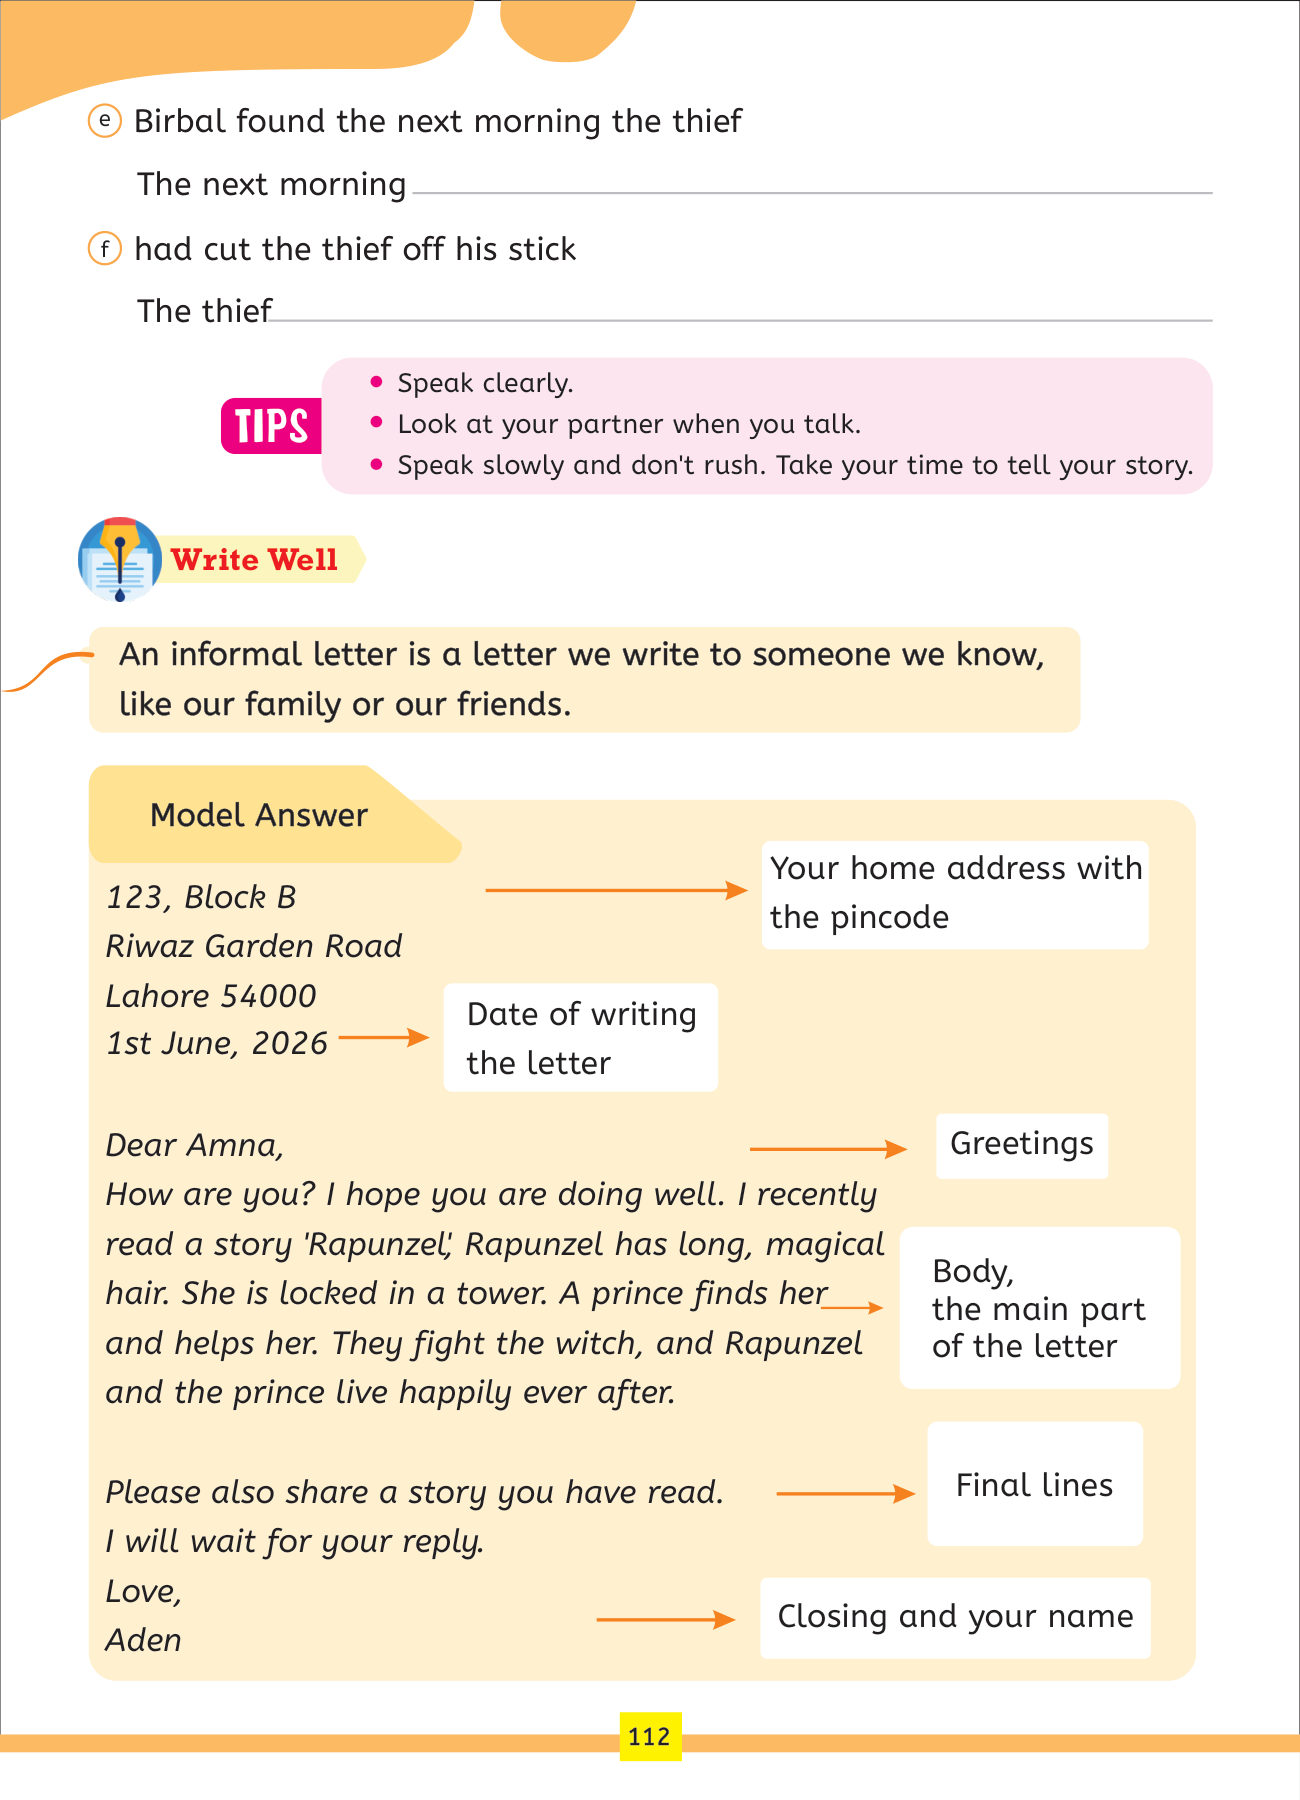 e Birbal found the next morning the thief
The next morning
f had cut the thief off his stick
The thief
TIPS
• Speak clearly.
• Look at your partner when you talk.
• Speak slowly and don't rush. Take your time to tell your story.
Write Well
An informal letter is a letter we write to someone we know,
like our family or our friends.
Model Answer
123, Block B
Riwaz Garden Road
Lahore 54000
1st June, 2026
Your home address with
the pincode
Date of writing
the letter
Dear Amna,
Greetings
How are you? I hope you are doing well. I recently
read a story 'Rapunzel', Rapunzel has long, magical
hair. She is locked in a tower. A prince finds her
and helps her. They fight the witch, and Rapunzel
and the prince live happily ever after.
Body,
the main part
of the letter
Please also share a story you have read.
I will wait for your reply.
Final lines
Love,
Aden
Closing and your name
112